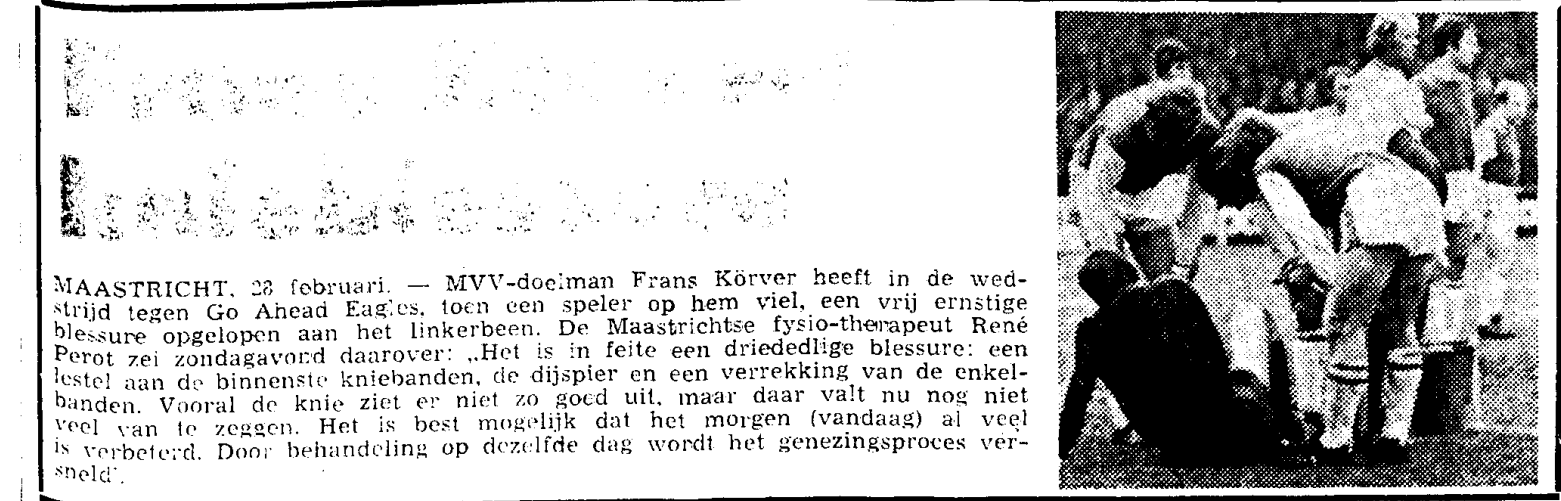 MAASTRICHT, 28 februari. — MVV-doelman Frans Körver heeft in de wed-
strijd tegen Go Ahead Eagles, toen een speler op hem viel, een vrij ernstige
blessure opgelopen aan het linkerbeen. De Maastrichtse fysio-therapeut René
Perot zei zondagavond daarover: „Het is in feite een driededlige blessure: een
lestel aan de binnenste kniebanden, de dijspier en een verrekking van de enkel-
banden. Vooral de knie ziet er niet zo goed uit, maar daar valt nu nog niet
veel van te zeggen. Het is best mogelijk dat het morgen (vandaag) al veel
is verbeterd. Door behandeling op dezelfde dag wordt het genezingsproces ver-
sneld'.